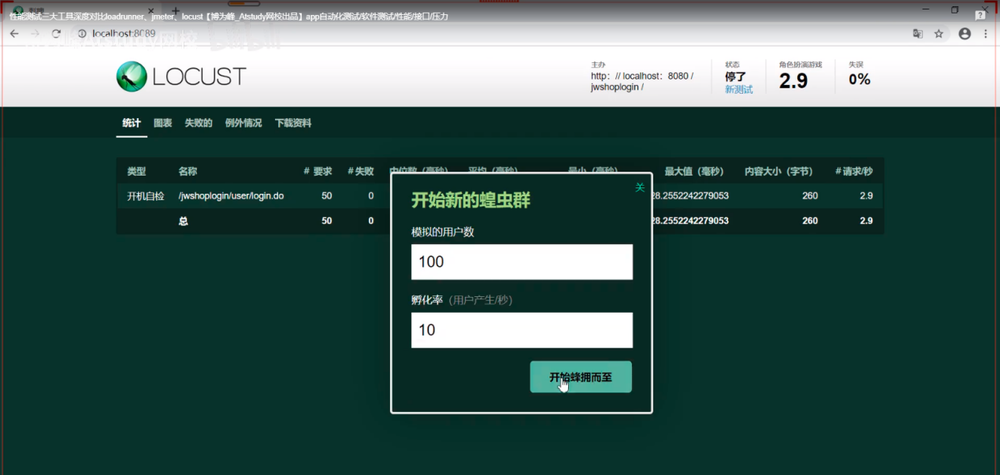 性能测试三大工具深度对比loadrunner、jmeter、locust【博为峰_Atstudy网校出品】app自动化测试/软件测试/性能/接口/压力
localhost:8089
LOCUST
主办
http：// localhost：8080 /
jwshoplogin /
状态
停了
新测试
角色扮演游戏
2.9
失误
0%
统计 图表 失败的 例外情况 下载资料
类型 名称 # 要求 # 失败 中位数（毫秒） 平均（毫秒） 最小（毫秒） 最大值（毫秒） 内容大小（字节） # 请求/秒
开机自检 /jwshoplogin/user/login.do 50 0 28.2552242279053 260 2.9
总 50 0 28.2552242279053 260 2.9
关
开始新的蝗虫群
模拟的用户数
100
孵化率（用户产生/秒）
10
开始蜂拥而至